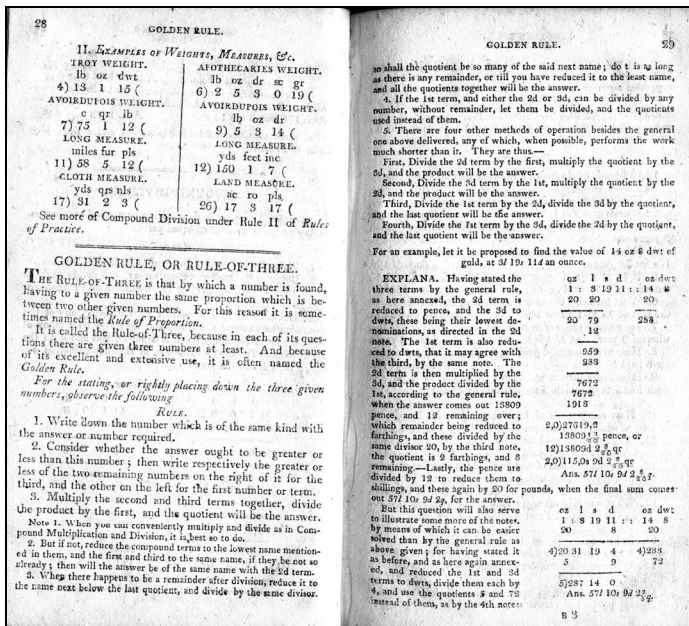 28
GOLDEN RULE.
II. EXAMPLES OF WEIGHTS, MEASURES, &c.
TROY WEIGHT.
lb oz dwt
4) 13 1 15 (
AVOIRDUPOIS WEIGHT.
c qr lb
7) 75 1 12 (
LONG MEASURE.
miles fur pls
11) 58 5 12 (
CLOTH MEASURE.
yds qrs nls
17) 31 2 3 (
APOTHECARIES WEIGHT.
lb oz dr sc gr
6) 2 5 3 0 19 (
AVOIRDUPOIS WEIGHT.
lb oz dr
9) 5 3 14 (
LONG MEASURE.
yds feet inc
12) 150 1 7 (
LAND MEASURE.
ac ro pls
26) 17 3 17 (
See more of Compound Division under Rule II of Rules
of Practice.
GOLDEN RULE, OR RULE-OF-THREE.
THE RULE-OF-THREE is that by which a number is found,
having to a given number the same proportion which is be-
tween two other given numbers. For this reason it is some-
times named the Rule of Proportion.
It is called the Rule-of-Three, because in each of its ques-
tions there are given three numbers at least. And because
of its excellent and extensive use, it is often named the
Golden Rule.
For the stating, or rightly placing down the three given
numbers, observe the following
RULE.
1. Write down the number which is of the same kind with
the answer or number required.
2. Consider whether the answer ought to be greater or
less than this number; then write respectively the greater or
less of the two remaining numbers on the right of it for the
third, and the other on the left for the first number or term.
3. Multiply the second and third terms together, divide
the product by the first, and the quotient will be the answer.
Note 1. When you can conveniently multiply and divide as in Com-
pound Multiplication and Division, it is best so to do.
2. But if not, reduce the compound terms to the lowest name mention-
ed in them, and the first and third to the same name, if they be not so
already; then will the answer be of the same name with the 2d term.
3. When there happens to be a remainder after division, reduce it to
the name next below the last quotient, and divide by the same divisor.
GOLDEN RULE.
29
so shall the quotient be so many of the said next name; do t is as long
as there is any remainder, or till you have reduced it to the least name,
and all the quotients together will be the answer.
4. If the 1st term, and either the 2d or 3d, can be divided by any
number, without remainder, let them be divided, and the quotients
used instead of them.
5. There are four other methods of operation besides the general
one above delivered, any of which, when possible, performs the work
much shorter than it. They are thus.—
First, Divide the 2d term by the first, multiply the quotient by the
3d, and the product will be the answer.
Second, Divide the 3d term by the 1st, multiply the quotient by the
2d, and the product will be the answer.
Third, Divide the 1st term by the 2d, divide the 3d by the quotient,
and the last quotient will be the answer.
Fourth, Divide the 1st term by the 3d, divide the 2d by the quotient,
and the last quotient will be the answer.
For an example, let it be proposed to find the value of 14 oz 8 dwt of
gold, at 3l 19s 11d an ounce.
EXPLANA. Having stated the
three terms by the general rule,
as here annexed, the 2d term is
reduced to pence, and the 3d to
dwts, these being their lowest de-
nominations, as directed in the 2d
note. The 1st term is also redu-
ced to dwts, that it may agree with
the third, by the same note. The
2d term is then multiplied by the
3d, and the product divided by the
1st, according to the general rule,
when the answer comes out 13809
pence, and 12 remaining over;
which remainder being reduced to
farthings, and these divided by the
same divisor 20, by the third note,
the quotient is 2 farthings, and 8
remaining.—Lastly, the pence are
divided by 12 to reduce them to
shillings, and these again by 20 for pounds, when the final sum comes
out 57l 10s 9d 2q, for the answer.
oz l s d oz dwt
1 : 3 19 11 : : 14 8
20 20 20
20 79 288
12
959
288
7672
7672
1918
2,0)27619,2
13809 12/20 pence, or
12)13809d 2 8/20 qr
2,0)115,0s 9d 2 8/20 qr
Ans. 57l 10s 9d 2 8/20 q.
But this question will also serve
to illustrate some more of the notes.
By means of which it can be easier
solved than by the general rule as
above given; for having stated it
as before, and as here again annex-
ed, and reduced the 1st and 3d
terms to dwts, divide them each by
4, and use the quotients 5 and 72
instead of them, as by the 4th note:
oz l s d oz dwt
1 : 3 19 11 : : 14 8
20 8 20
4)20 31 19 4 4)288
5 9 72
5)287 14 0
Ans. 57l 10s 9d 2 2/5 q.
B 3